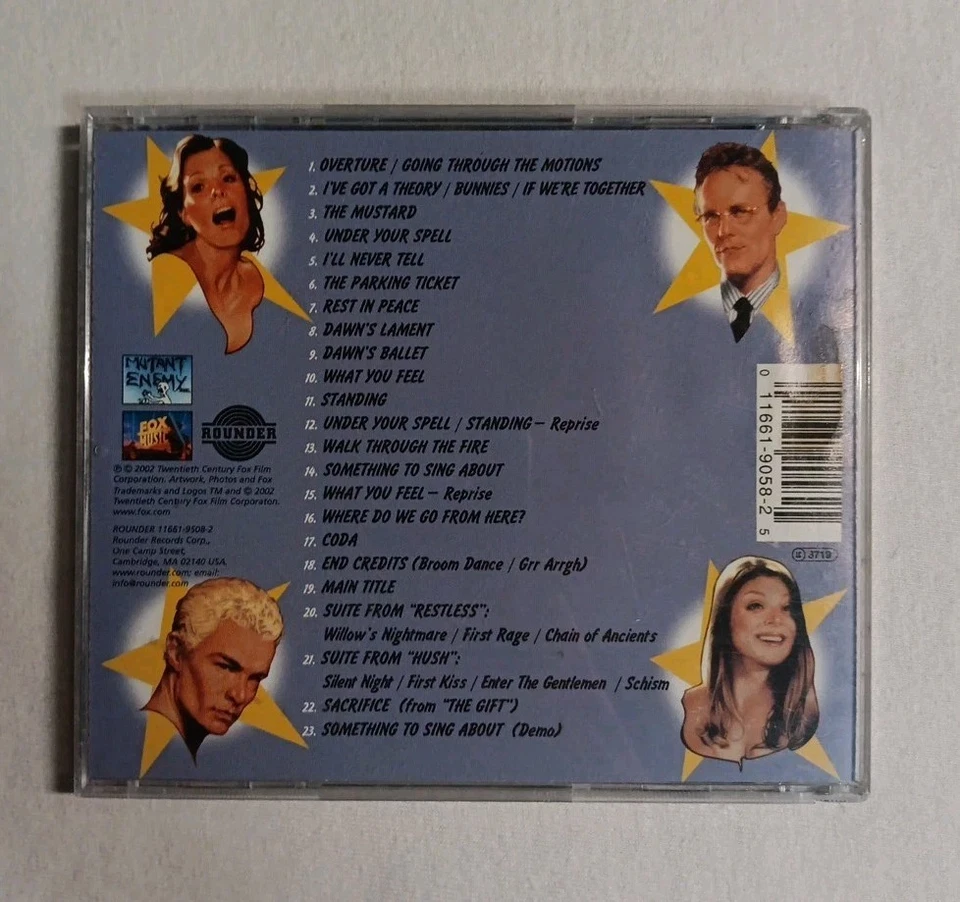 1. OVERTURE / GOING THROUGH THE MOTIONS
2. I'VE GOT A THEORY / BUNNIES / IF WE'RE TOGETHER
3. THE MUSTARD
4. UNDER YOUR SPELL
5. I'LL NEVER TELL
6. THE PARKING TICKET
7. REST IN PEACE
8. DAWN'S LAMENT
9. DAWN'S BALLET
10. WHAT YOU FEEL
11. STANDING
12. UNDER YOUR SPELL / STANDING – Reprise
13. WALK THROUGH THE FIRE
14. SOMETHING TO SING ABOUT
15. WHAT YOU FEEL – Reprise
16. WHERE DO WE GO FROM HERE?
17. CODA
18. END CREDITS (Broom Dance / Grr Arrgh)
19. MAIN TITLE
20. SUITE FROM "RESTLESS":
Willow's Nightmare / First Rage / Chain of Ancients
21. SUITE FROM "HUSH":
Silent Night / First Kiss / Enter The Gentlemen / Schism
22. SACRIFICE (from "THE GIFT")
23. SOMETHING TO SING ABOUT (Demo)
MUTANT
ENEMY
FOX
MUSIC
ROUNDER
℗ © 2002 Twentieth Century Fox Film
Corporation. Artwork, Photos and Fox
Trademarks and Logos TM and © 2002
Twentieth Century Fox Film Corporaton.
www.fox.com
ROUNDER 11661-9508-2
Rounder Records Corp.,
One Camp Street,
Cambridge, MA 02140 USA.
www.rounder.com; email:
info@rounder.com
0 11661-9058-2 5
3719